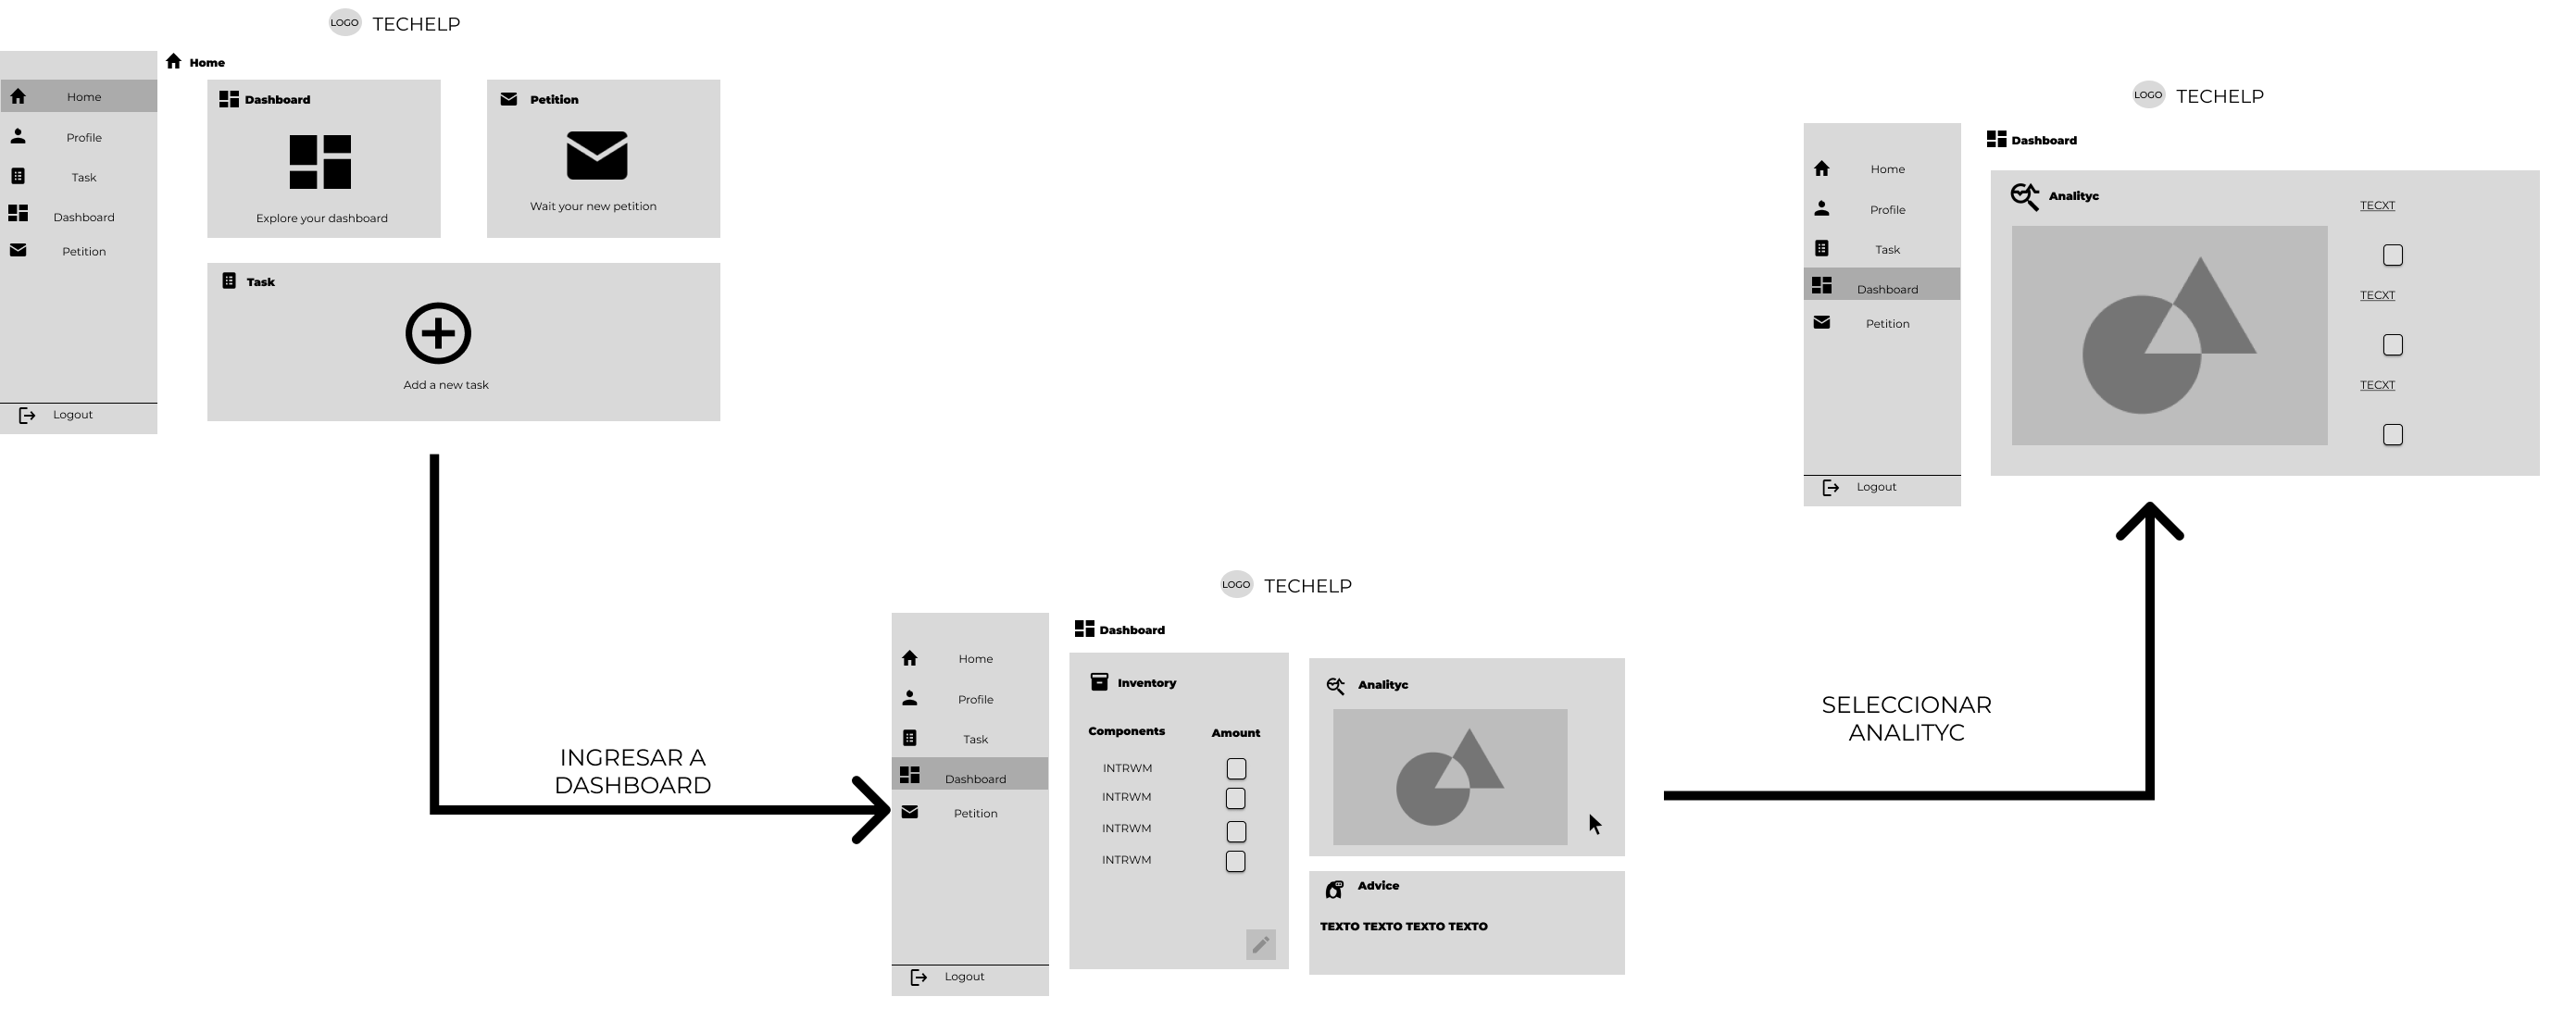 LOGO TECHELP
Home
Home
Profile
Task
Dashboard
Petition
Logout
Dashboard
Explore your dashboard
Petition
Wait your new petition
Task
Add a new task
INGRESAR A
DASHBOARD
LOGO TECHELP
Home
Profile
Task
Dashboard
Petition
Logout
Dashboard
Inventory
Components Amount
INTRWM
INTRWM
INTRWM
INTRWM
Analityc
Advice
TEXTO TEXTO TEXTO TEXTO
SELECCIONAR
ANALITYC
LOGO TECHELP
Home
Profile
Task
Dashboard
Petition
Logout
Dashboard
Analityc
TECXT
TECXT
TECXT